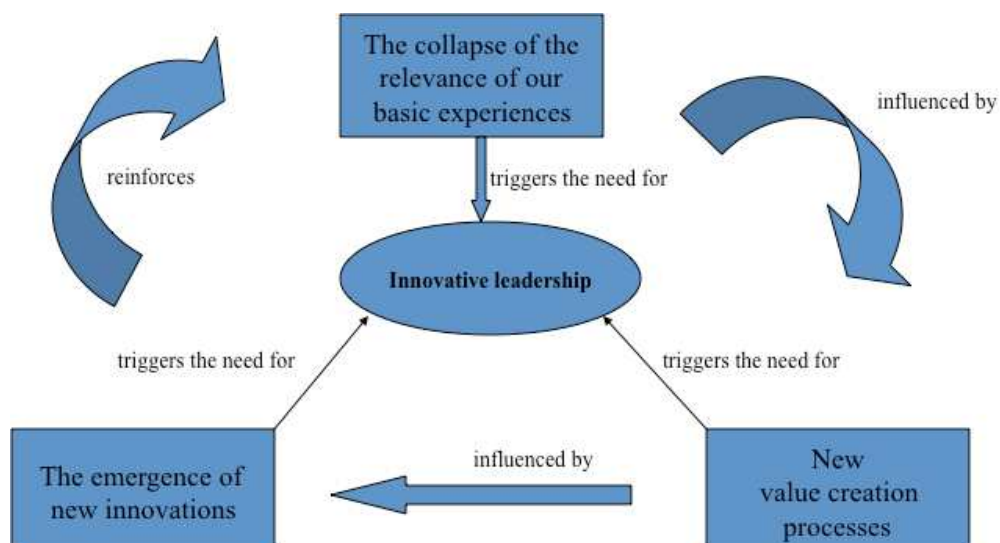 The collapse of the
relevance of our
basic experiences
influenced by
reinforces
triggers the need for
Innovative leadership
triggers the need for
triggers the need for
The emergence of
new innovations
influenced by
New
value creation
processes